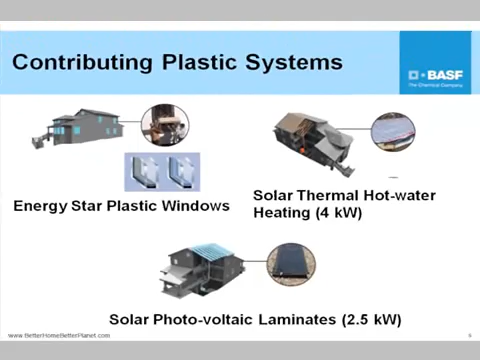 Contributing Plastic Systems
BASF
The Chemical Company
Energy Star Plastic Windows
Solar Thermal Hot-water
Heating (4 kW)
Solar Photo-voltaic Laminates (2.5 kW)
www.BetterHomeBetterPlanet.com